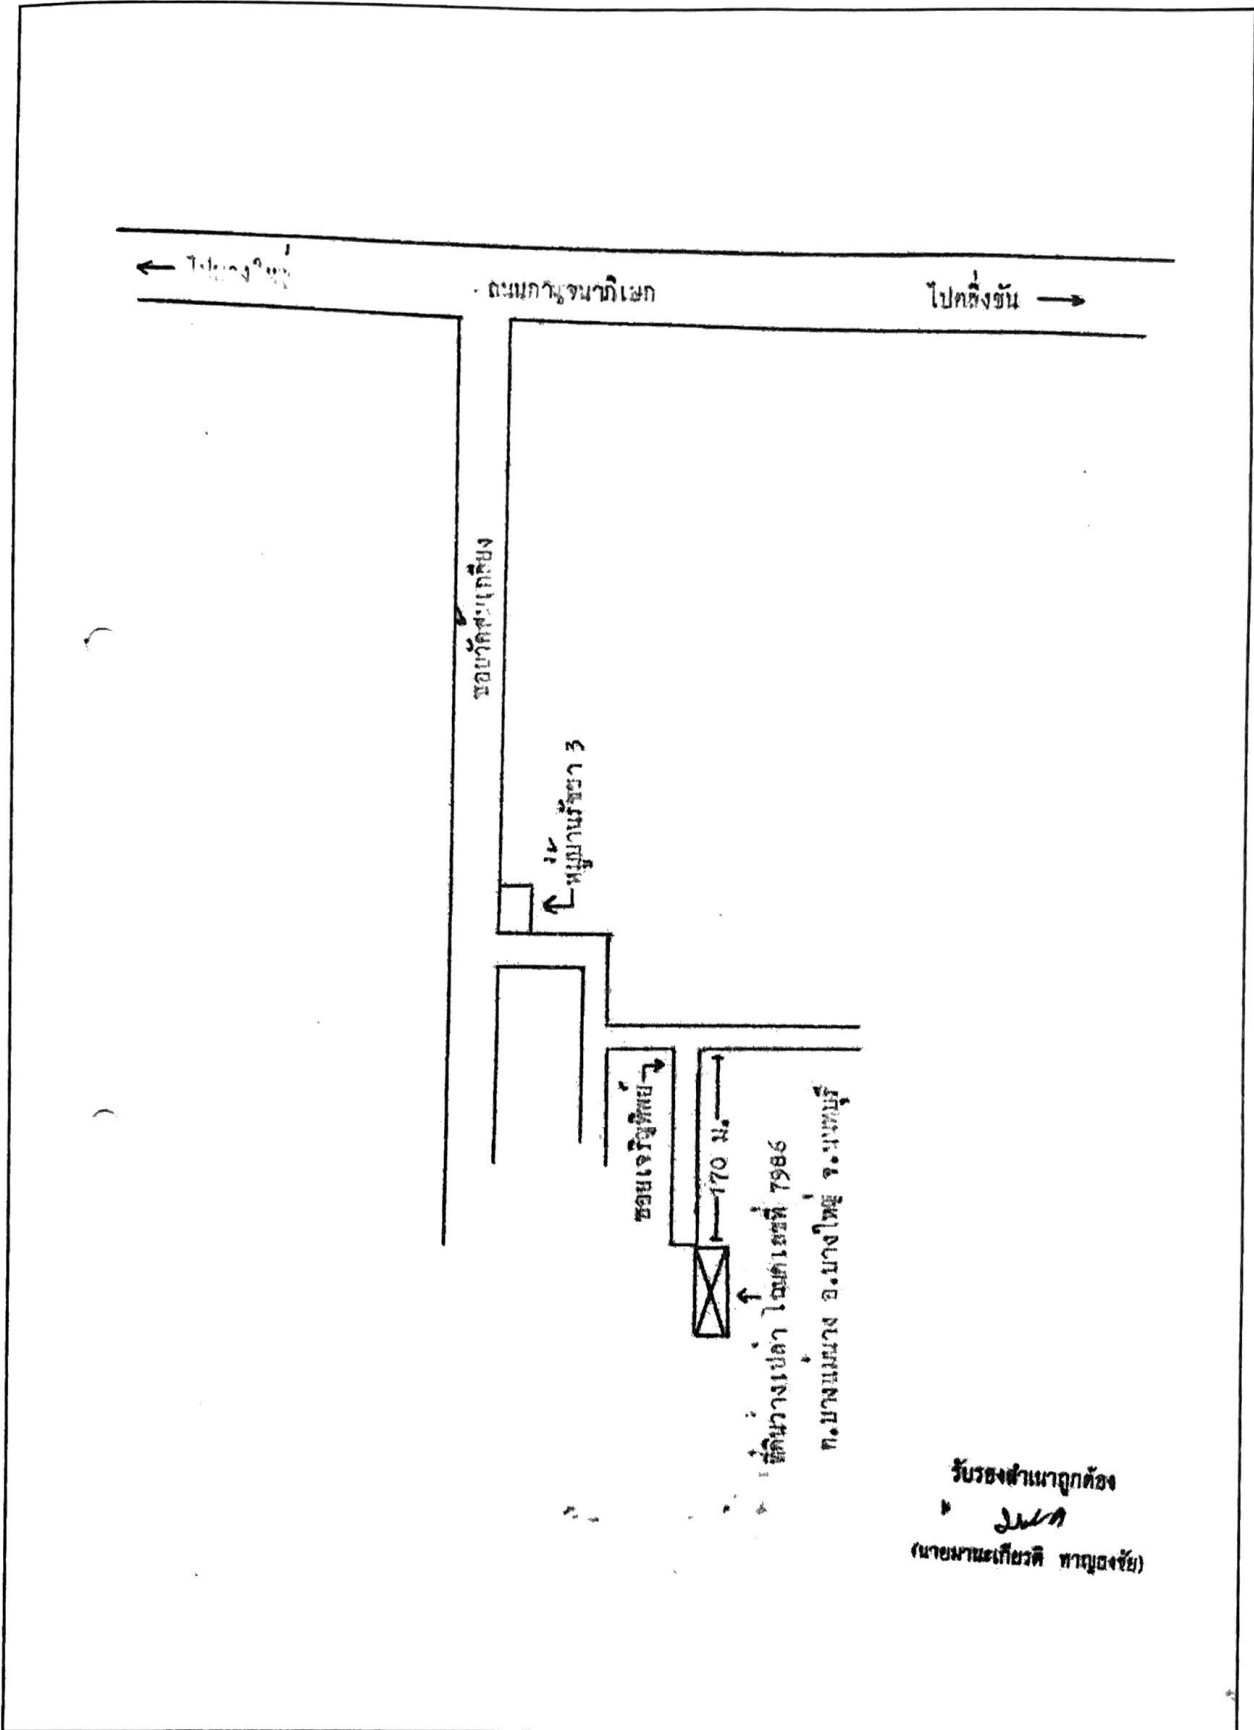 ไปบางใหญ่
ถนนกาญจนาภิเษก
ไปตลิ่งชัน
ซอยวัดส้มเกลี้ยง
หมู่บ้านรัชธรา 3
ซอยเจริญทิพย์
170 ม.
ที่ดินว่างเปล่า โฉนดเลขที่ 7986
ต.บางแม่นาง อ.บางใหญ่ จ.นนทบุรี
รับรองสำเนาถูกต้อง
(นายมานะเกียรติ หาญธงชัย)